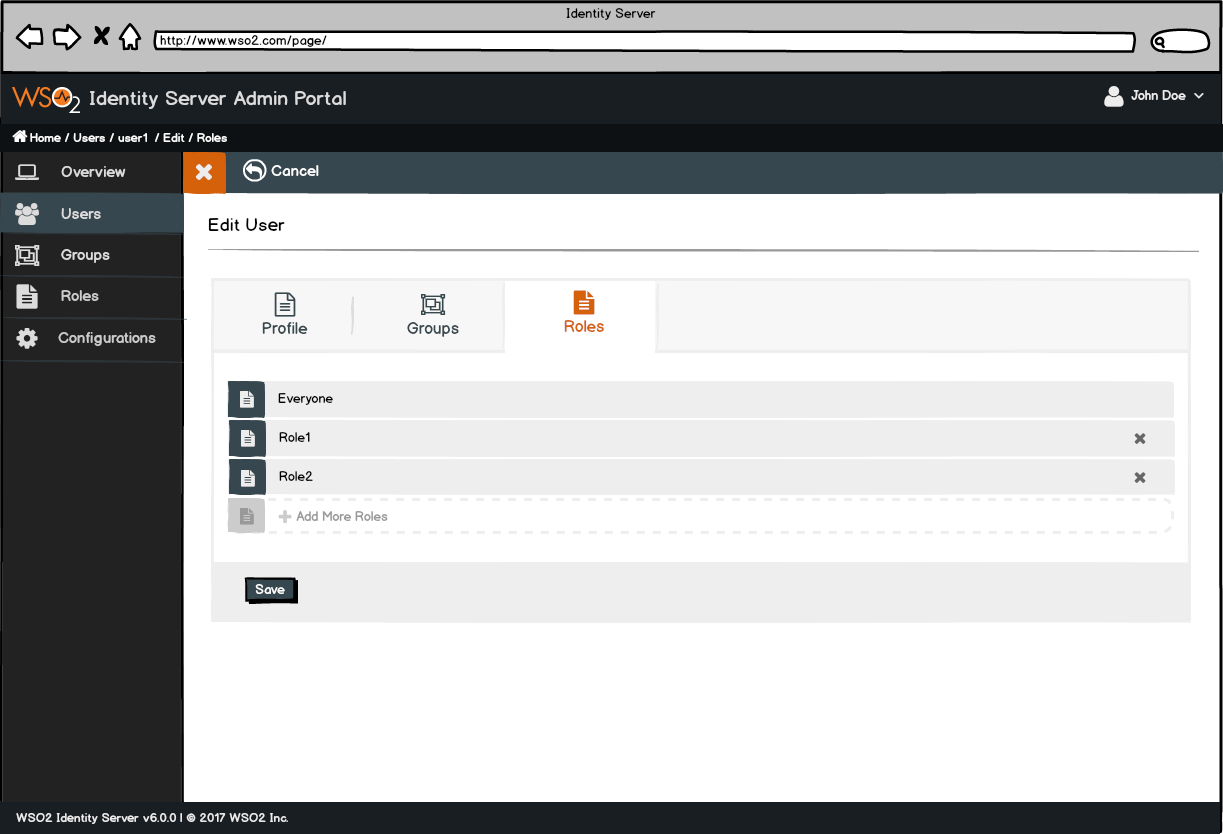 Identity Server
http://www.wso2.com/page/
WSO2 Identity Server Admin Portal
John Doe
Home / Users / user1 / Edit / Roles
Overview
Cancel
Users
Edit User
Groups
Roles
Configurations
Profile
Groups
Roles
Everyone
Role1
Role2
Add More Roles
Save
WSO2 Identity Server v6.0.0 | © 2017 WSO2 Inc.